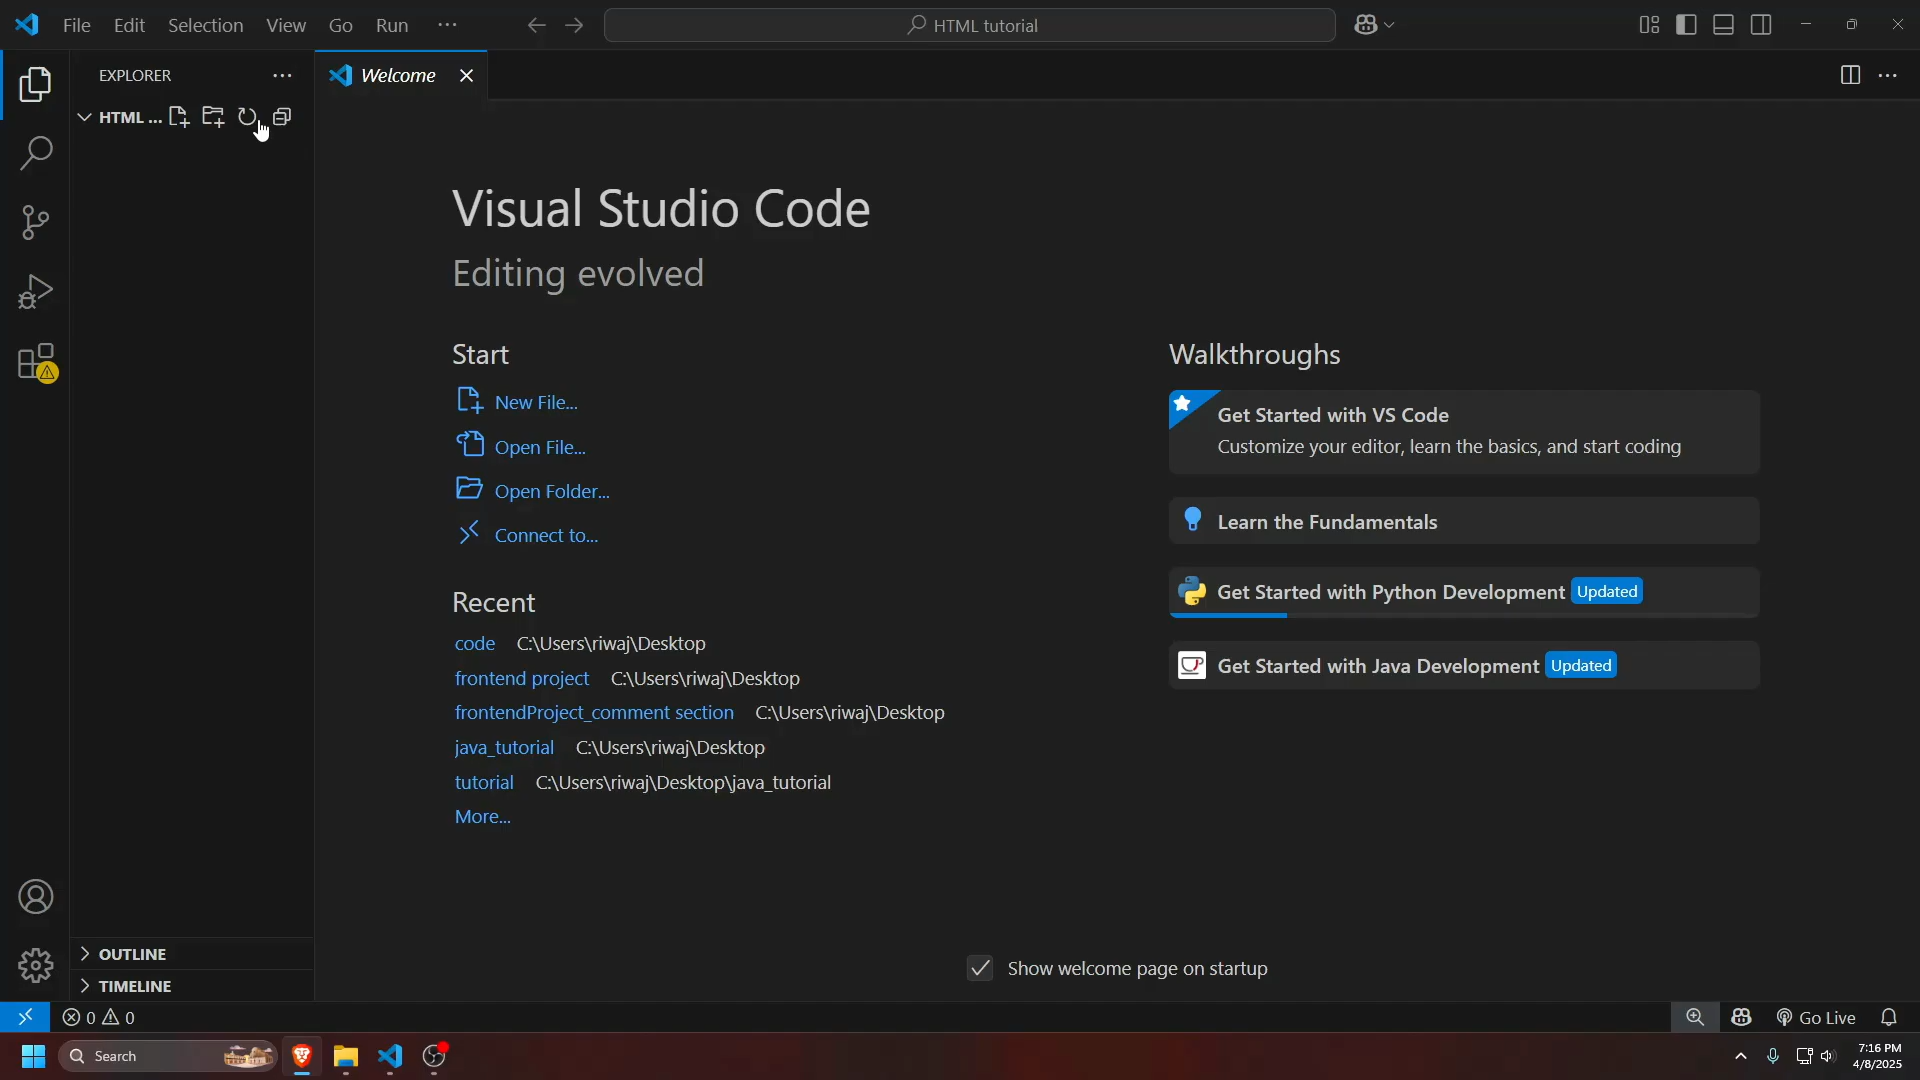 File Edit Selection View Go Run ···
HTML tutorial
EXPLORER
Welcome
HTML ...
Visual Studio Code
Editing evolved
Start
New File...
Open File...
Open Folder...
Connect to...
Recent
code C:\Users\riwaj\Desktop
frontend project C:\Users\riwaj\Desktop
frontendProject_comment section C:\Users\riwaj\Desktop
java_tutorial C:\Users\riwaj\Desktop
tutorial C:\Users\riwaj\Desktop\java_tutorial
More...
Walkthroughs
Get Started with VS Code
Customize your editor, learn the basics, and start coding
Learn the Fundamentals
Get Started with Python Development Updated
Get Started with Java Development Updated
Show welcome page on startup
OUTLINE
TIMELINE
0 0
Go Live
Search
7:16 PM
4/8/2025